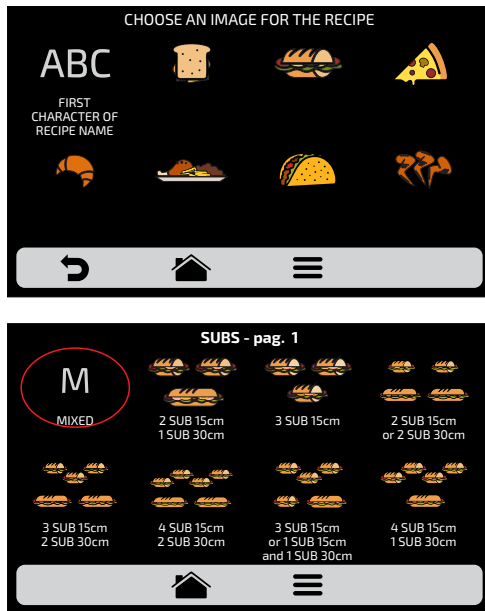 CHOOSE AN IMAGE FOR THE RECIPE
ABC
FIRST
CHARACTER OF
RECIPE NAME
SUBS - pag. 1
M
MIXED
2 SUB 15cm
1 SUB 30cm
3 SUB 15cm
2 SUB 15cm
or 2 SUB 30cm
3 SUB 15cm
2 SUB 30cm
4 SUB 15cm
2 SUB 30cm
3 SUB 15cm
or 1 SUB 15cm
and 1 SUB 30cm
4 SUB 15cm
1 SUB 30cm